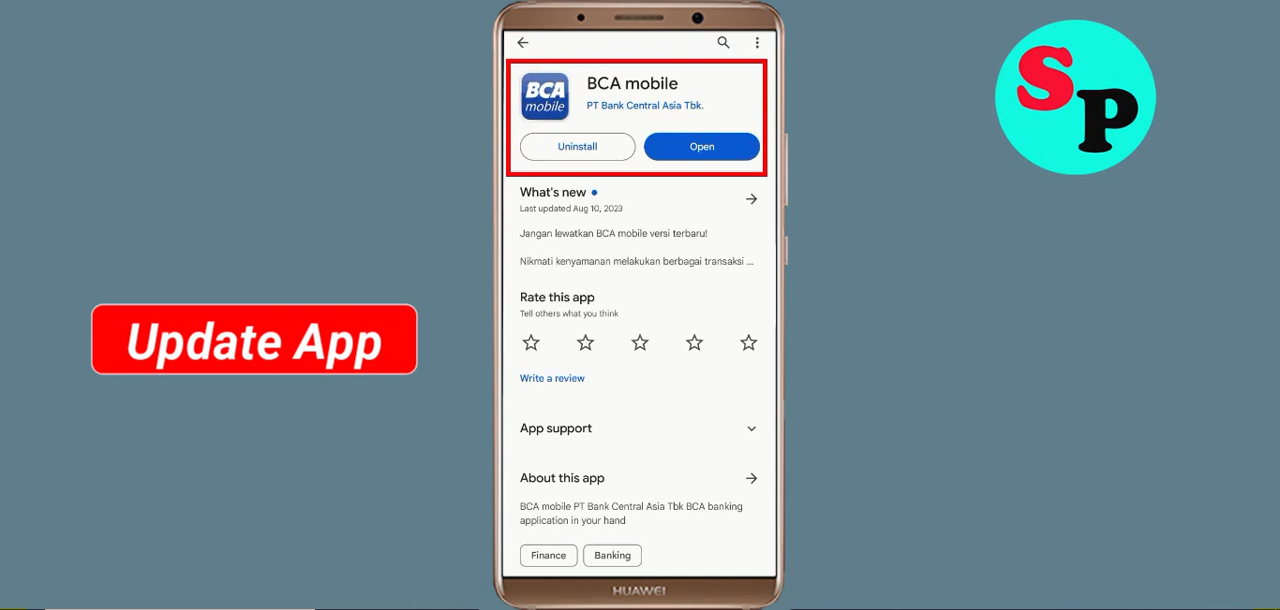 BCA mobile
BCA
mobile
PT Bank Central Asia Tbk.
Uninstall
Open
What's new
Last updated Aug 10, 2023
Jangan lewatkan BCA mobile versi terbaru!
Nikmati kenyamanan melakukan berbagai transaksi ...
Rate this app
Tell others what you think
Write a review
App support
About this app
BCA mobile PT Bank Central Asia Tbk BCA banking
application in your hand
Finance
Banking
HUAWEI
Update App
SP